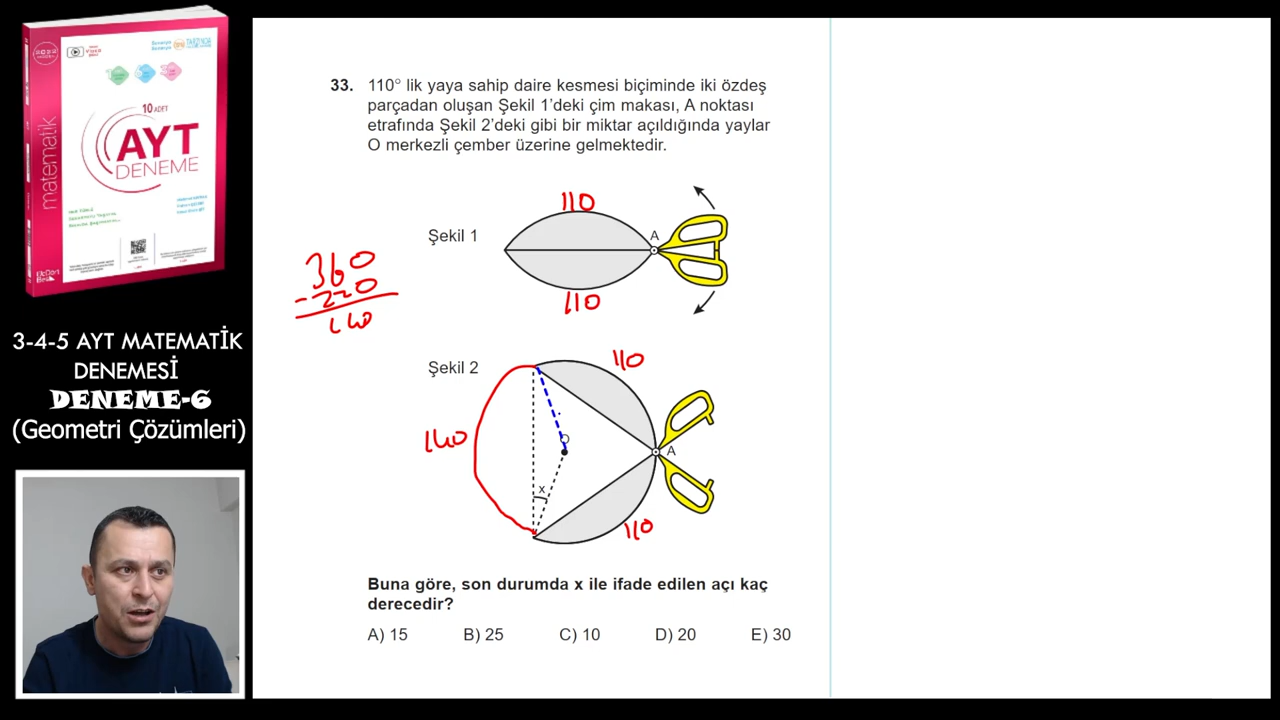 2022
10 ADET
AYT
DENEME
matematik
3-4-5 AYT MATEMATİK
DENEMESİ
DENEME-6
(Geometri Çözümleri)
33. 110° lik yaya sahip daire kesmesi biçiminde iki özdeş
parçadan oluşan Şekil 1'deki çim makası, A noktası
etrafında Şekil 2'deki gibi bir miktar açıldığında yaylar
O merkezli çember üzerine gelmektedir.
110
Şekil 1
A
110
360
- 220
140
Şekil 2
110
140
O
A
x
110
Buna göre, son durumda x ile ifade edilen açı kaç
derecedir?
A) 15 B) 25 C) 10 D) 20 E) 30